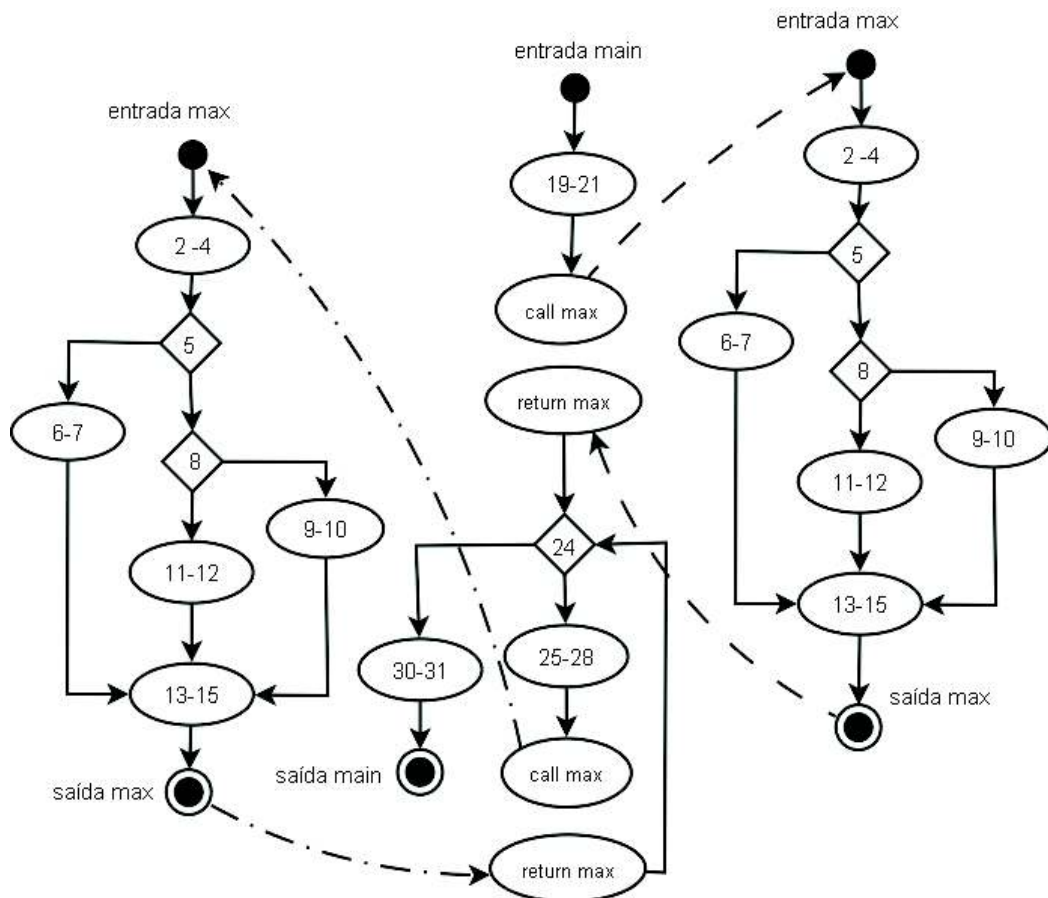 entrada max
2 -4
5
6-7
8
9-10
11-12
13-15
saída max
entrada main
19-21
call max
return max
24
30-31
25-28
saída main
call max
return max
entrada max
2 -4
5
6-7
8
9-10
11-12
13-15
saída max